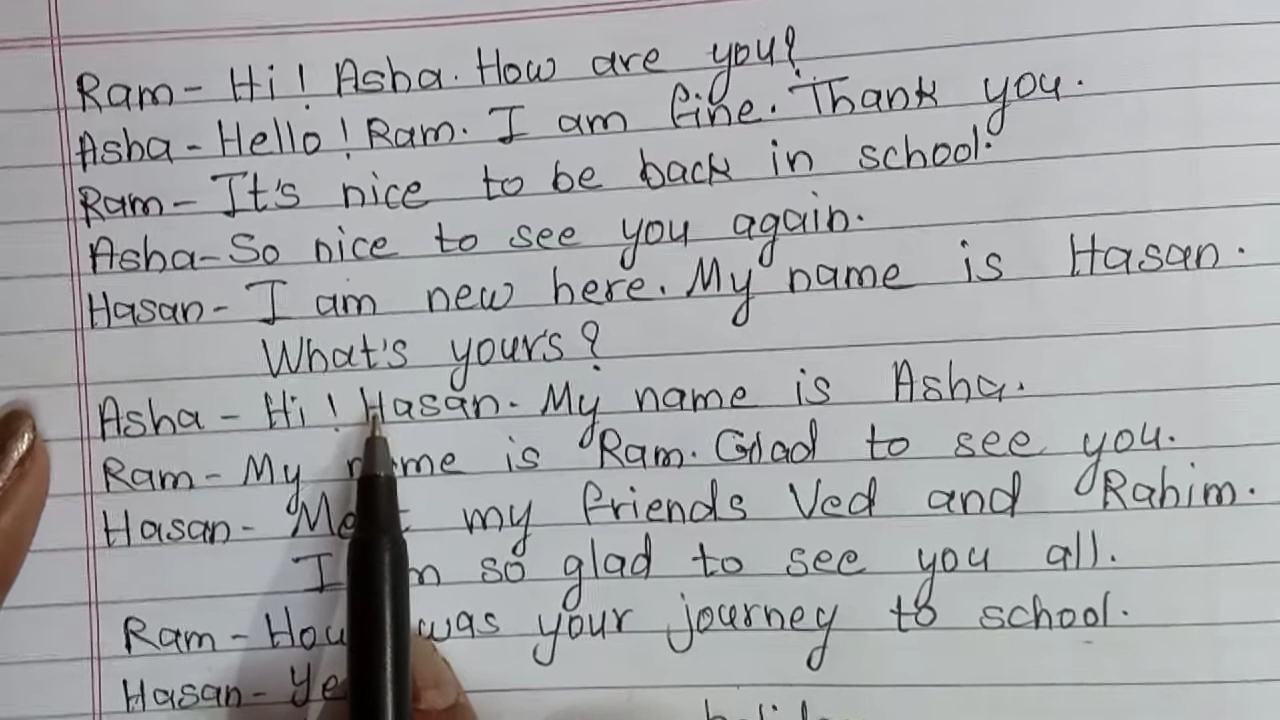 Ram - Hi! Asha. How are you?
Asha - Hello! Ram. I am fine. Thank you.
Ram - It's nice to be back in school.
Asha - So nice to see you again.
Hasan - I am new here. My name is Hasan.
What's yours?
Asha - Hi! Hasan. My name is Asha.
Ram - My name is Ram. Glad to see you.
Hasan - Meet my friends Ved and Rahim.
I am so glad to see you all.
Ram - How was your journey to school.
Hasan -